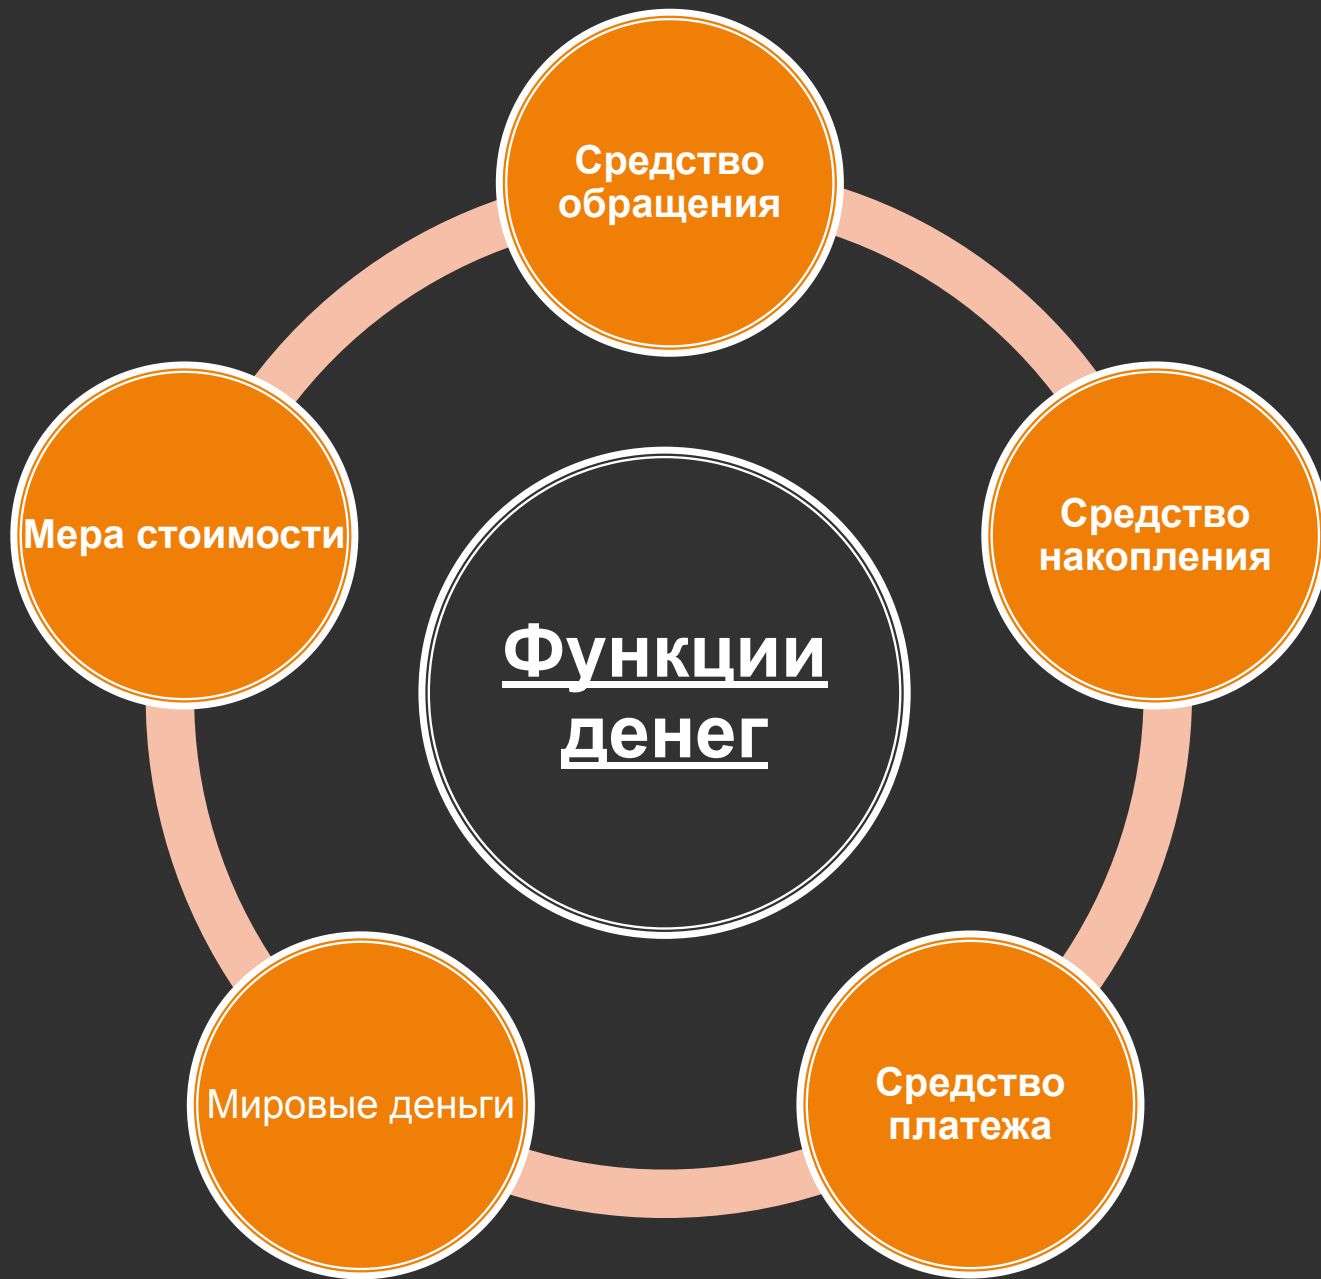 Средство
обращения
Мера стоимости
Средство
накопления
Функции
денег
Мировые деньги
Средство
платежа